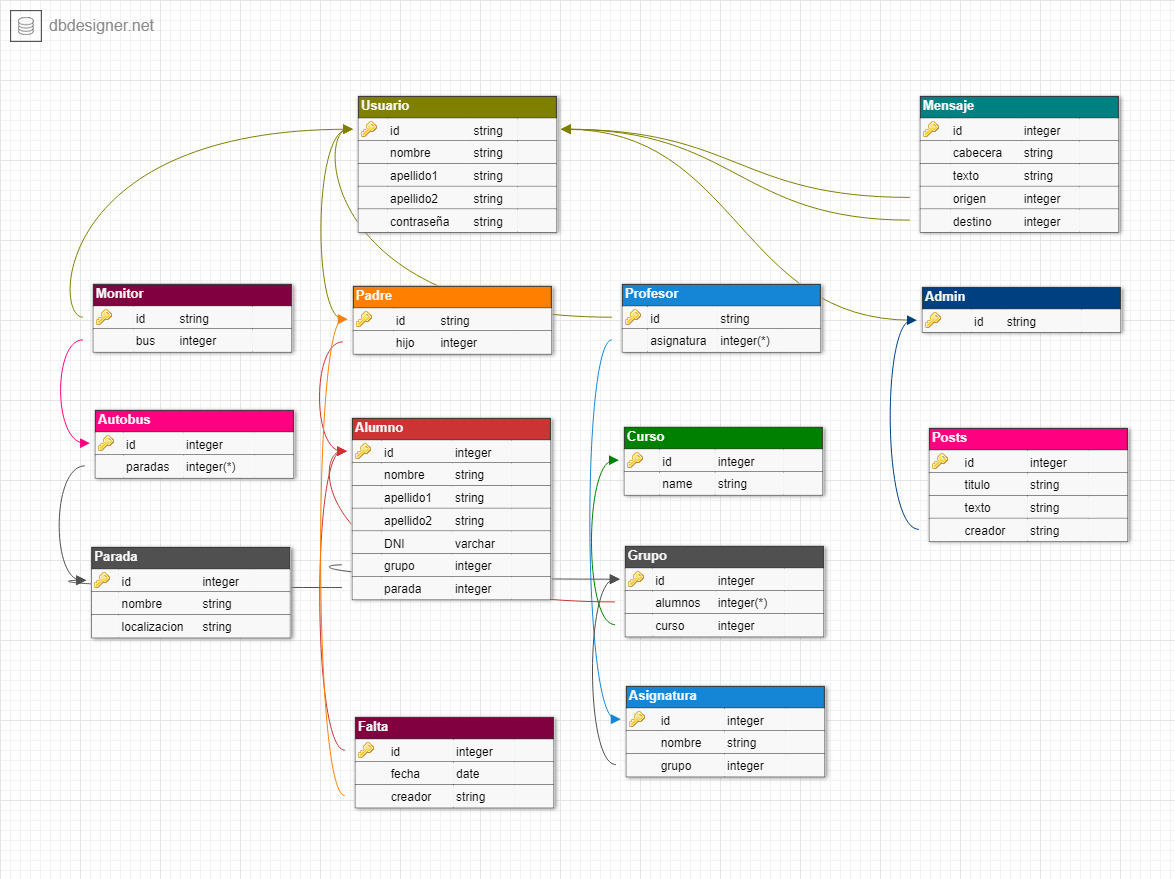 dbdesigner.net
Usuario
id string
nombre string
apellido1 string
apellido2 string
contraseña string
Mensaje
id integer
cabecera string
texto string
origen integer
destino integer
Monitor
id string
bus integer
Padre
id string
hijo integer
Profesor
id string
asignatura integer(*)
Admin
id string
Autobus
id integer
paradas integer(*)
Alumno
id integer
nombre string
apellido1 string
apellido2 string
DNI varchar
grupo integer
parada integer
Curso
id integer
name string
Posts
id integer
titulo string
texto string
creador string
Parada
id integer
nombre string
localizacion string
Grupo
id integer
alumnos integer(*)
curso integer
Falta
id integer
fecha date
creador string
Asignatura
id integer
nombre string
grupo integer